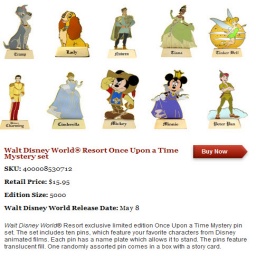 Tramp Lady Naveen Tiana Tinker Bell
Prince Charming Cinderella Mickey Minnie Peter Pan
Walt Disney World® Resort Once Upon a Time
Mystery set
Buy Now
SKU: 400008530712
Retail Price: $15.95
Edition Size: 5000
Walt Disney World Release Date: May 8
Walt Disney World® Resort exclusive limited edition Once Upon a Time Mystery pin
set. The set includes ten pins, which feature your favorite characters from Disney
animated films. Each pin has a name plate which allows it to stand. The pins feature
translucent fill. One randomly assorted pin comes in a box with a story card.